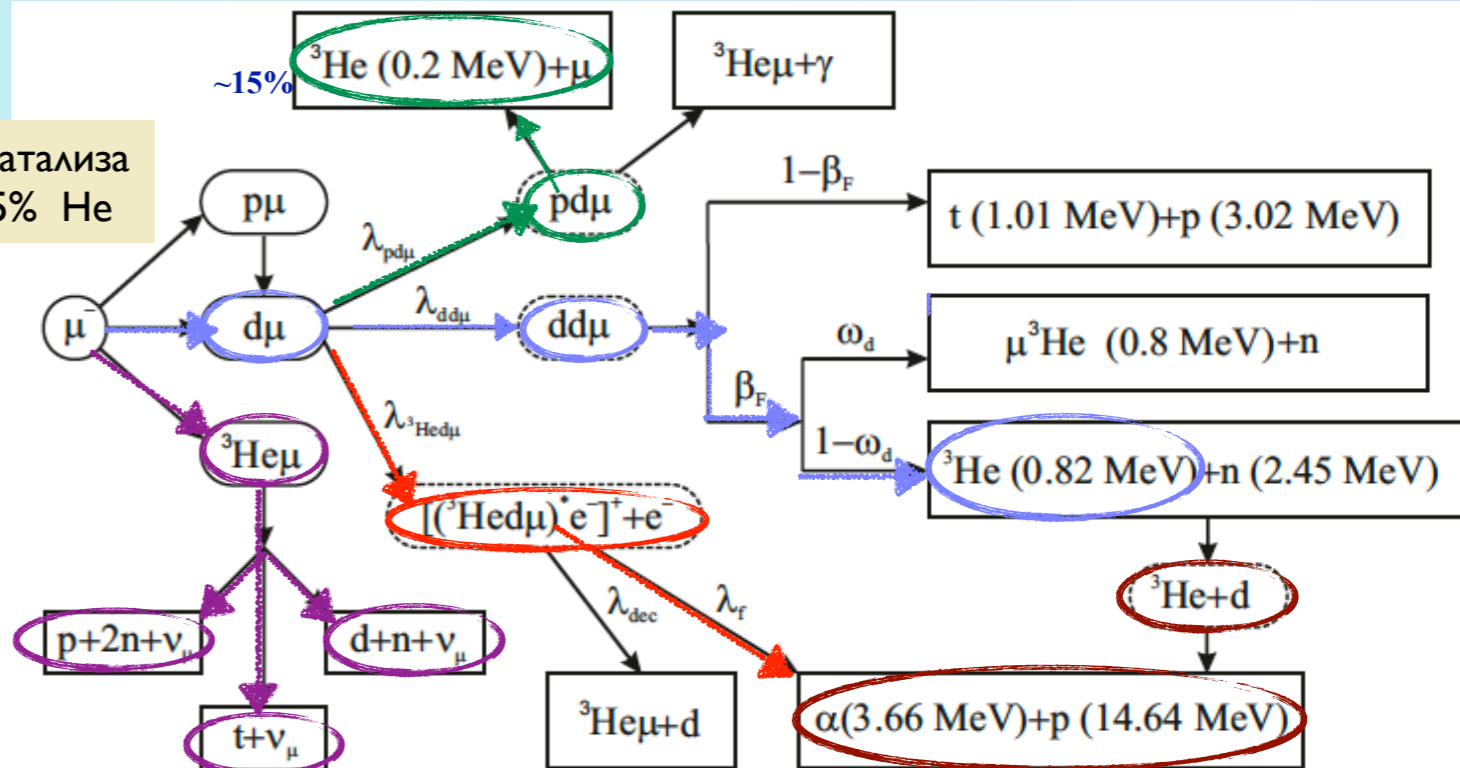 ³He (0.2 MeV)+μ
³Heμ+γ
~15%
5% He
pμ
pdμ
1−β_F
t (1.01 MeV)+p (3.02 MeV)
λ_pdμ
μ⁻
dμ
λ_ddμ
ddμ
ω_d
μ³He (0.8 MeV)+n
β_F
λ_³Hedμ
1−ω_d
³Heμ
³He (0.82 MeV)+n (2.45 MeV)
[(³Hedμ)*e⁻]⁺+e⁻
³He+d
λ_dec
λ_f
p+2n+ν_μ
d+n+ν_μ
t+ν_μ
³Heμ+d
α(3.66 MeV)+p (14.64 MeV)